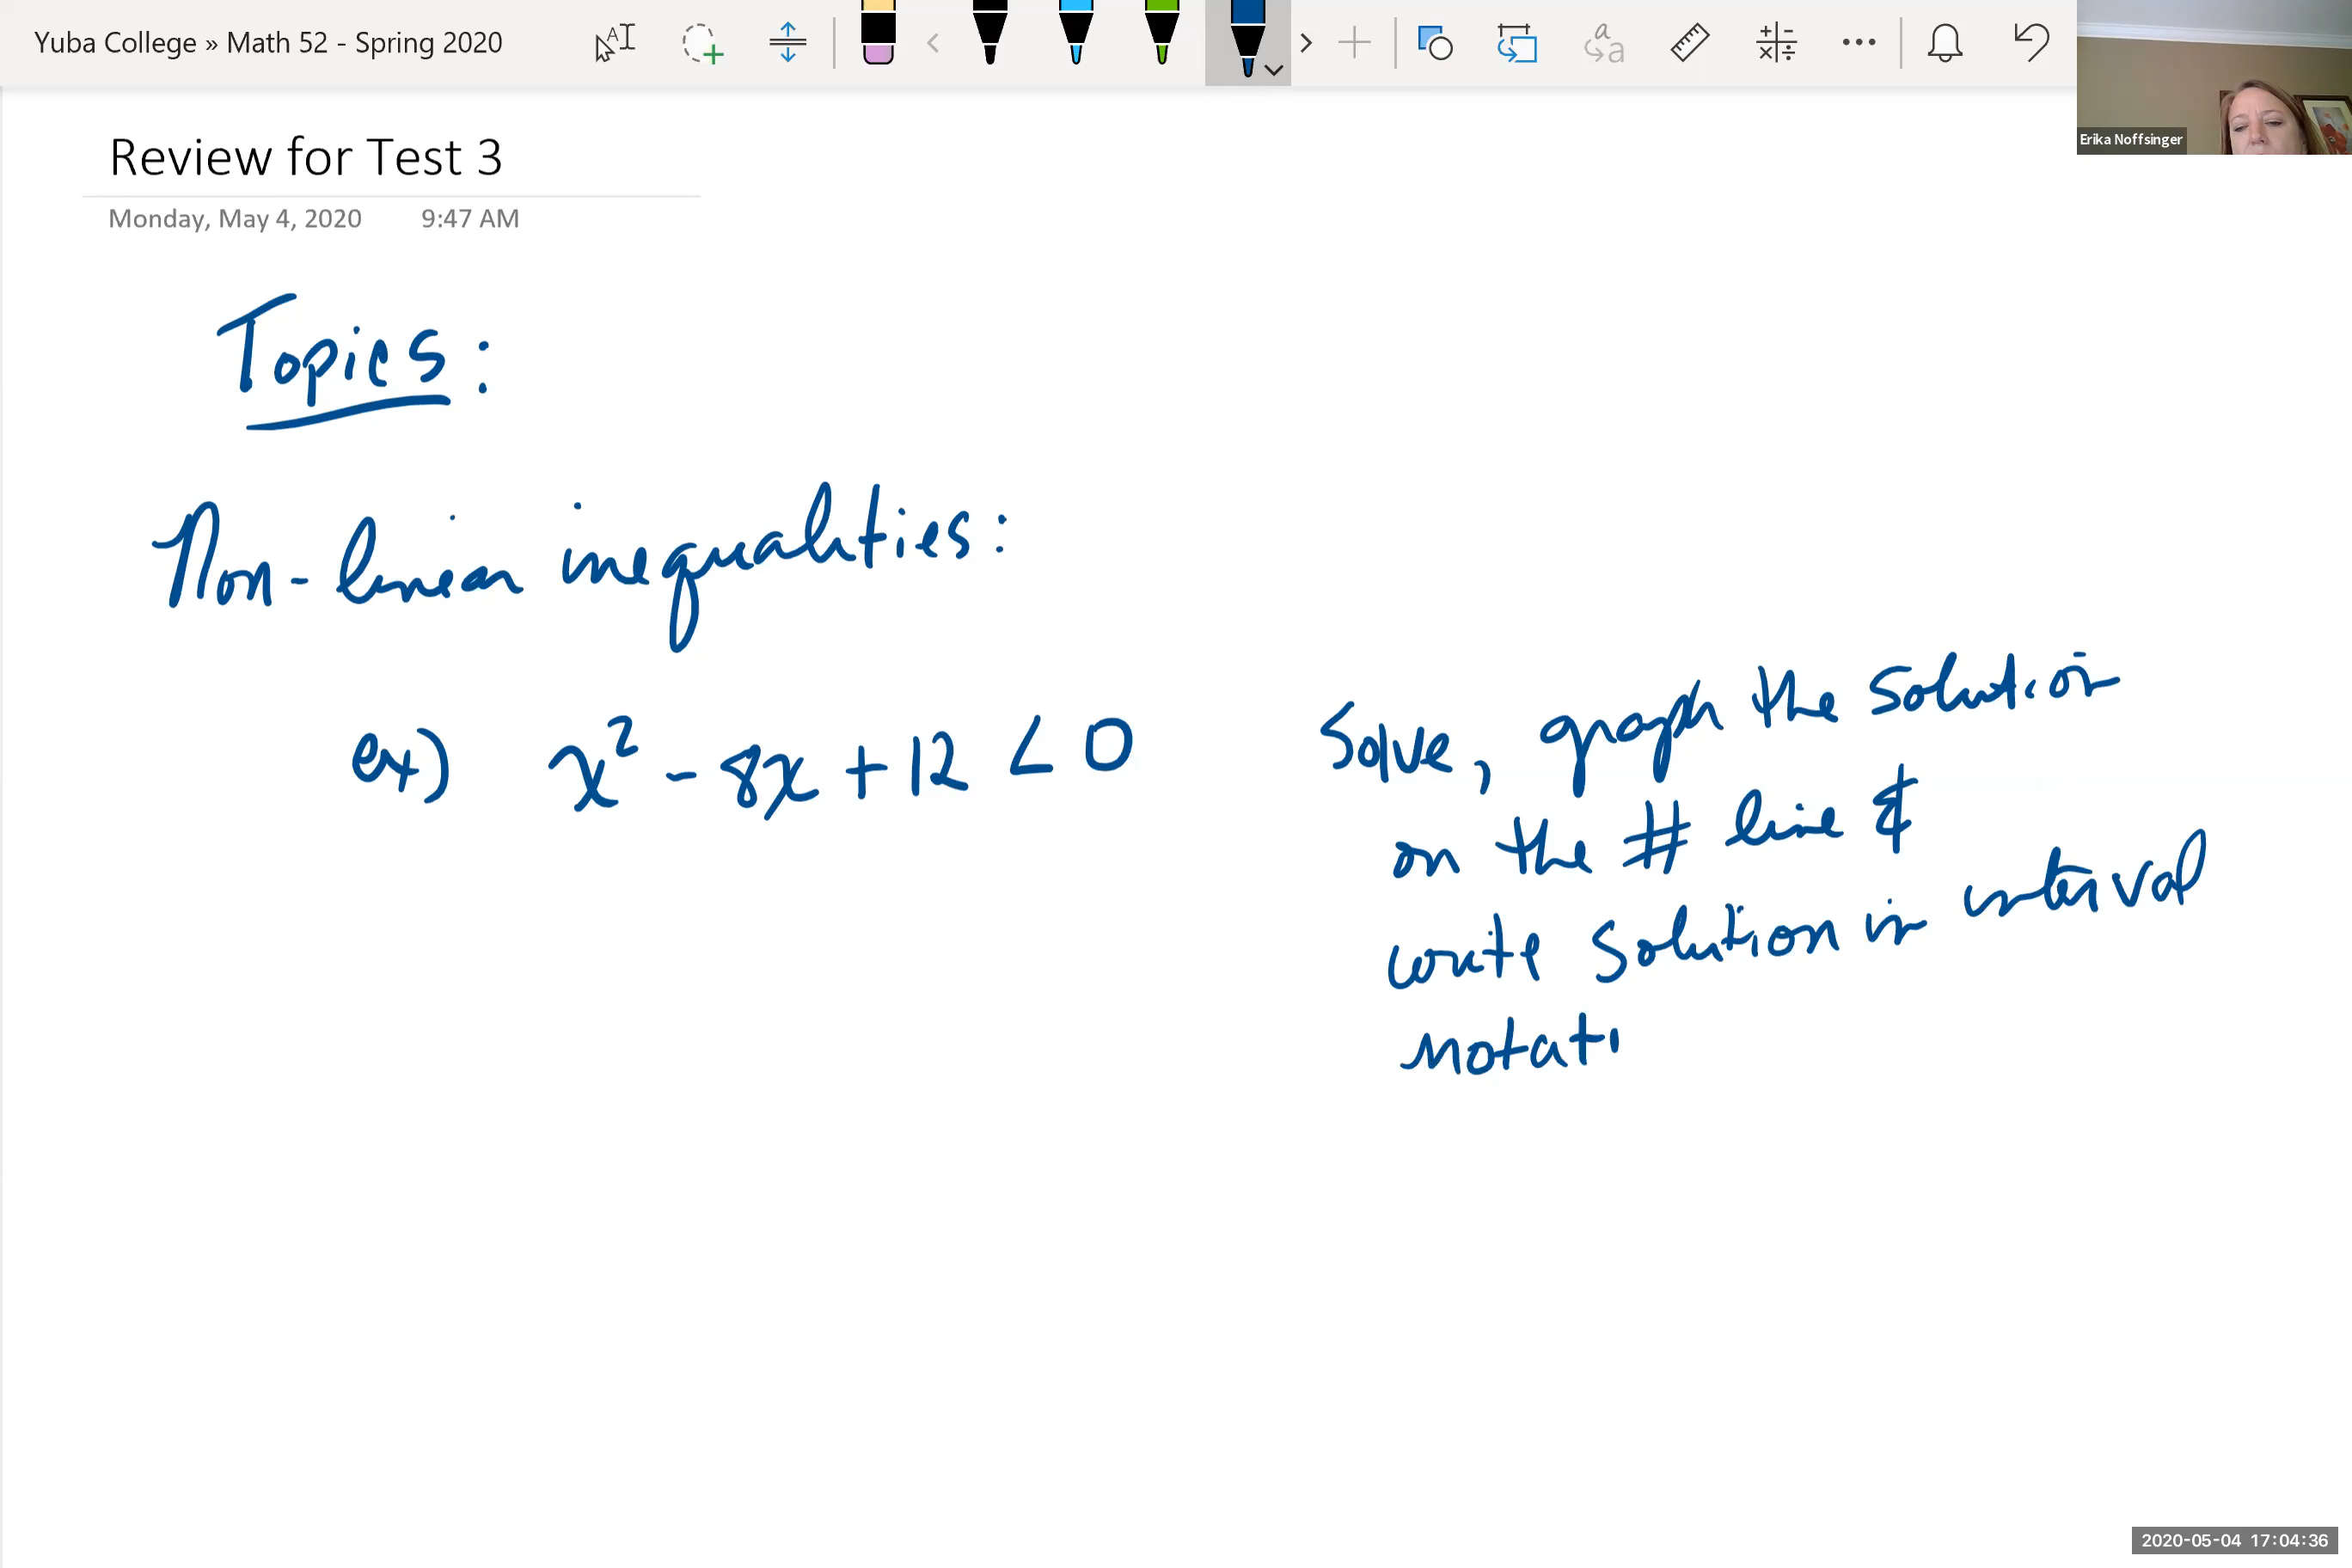 Yuba College » Math 52 - Spring 2020
Erika Noffsinger
Review for Test 3
Monday, May 4, 2020 9:47 AM
Topics:
Non-linear inequalities:
ex) x² - 8x + 12 < 0
Solve, graph the solution
on the # line &
write solution in interval
notati
2020-05-04 17:04:36